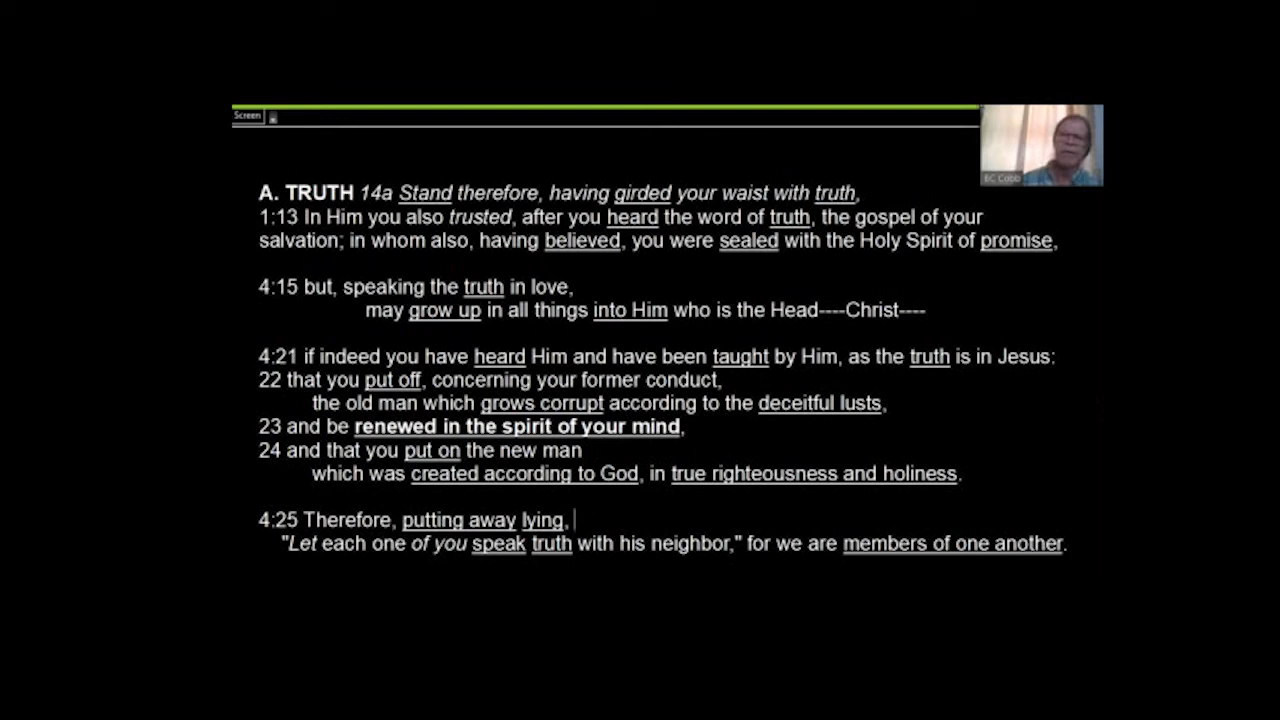 Screen
BC Cobb
A. TRUTH 14a Stand therefore, having girded your waist with truth,
1:13 In Him you also trusted, after you heard the word of truth, the gospel of your
salvation; in whom also, having believed, you were sealed with the Holy Spirit of promise,
4:15 but, speaking the truth in love,
may grow up in all things into Him who is the Head----Christ----
4:21 if indeed you have heard Him and have been taught by Him, as the truth is in Jesus:
22 that you put off, concerning your former conduct,
the old man which grows corrupt according to the deceitful lusts,
23 and be renewed in the spirit of your mind,
24 and that you put on the new man
which was created according to God, in true righteousness and holiness.
4:25 Therefore, putting away lying,
"Let each one of you speak truth with his neighbor," for we are members of one another.